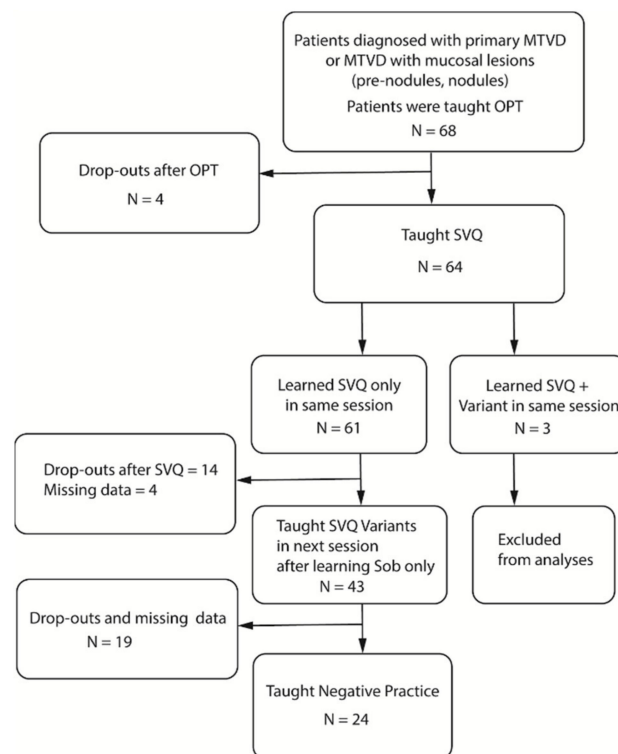 Patients diagnosed with primary MTVD
or MTVD with mucosal lesions
(pre-nodules, nodules)
Patients were taught OPT
N = 68
Drop-outs after OPT
N = 4
Taught SVQ
N = 64
Learned SVQ only
in same session
N = 61
Learned SVQ +
Variant in same session
N = 3
Drop-outs after SVQ = 14
Missing data = 4
Taught SVQ Variants
in next session
after learning Sob only
N = 43
Excluded
from analyses
Drop-outs and missing data
N = 19
Taught Negative Practice
N = 24